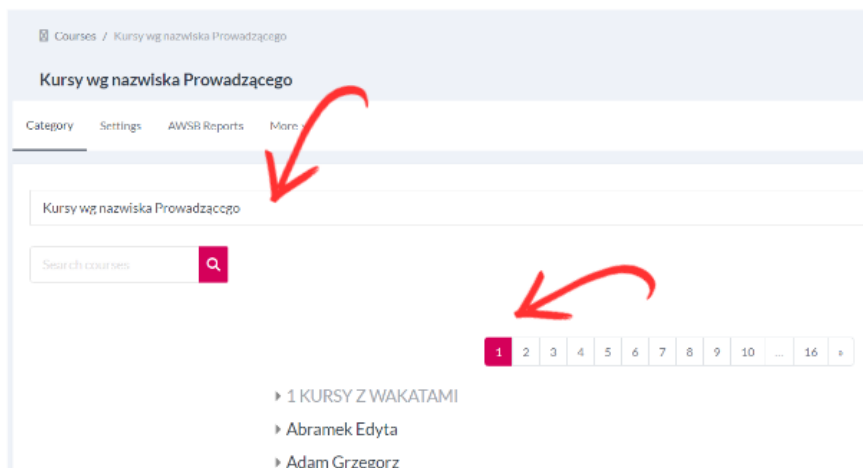 Courses / Kursy wg nazwiska Prowadzącego
Kursy wg nazwiska Prowadzącego
Category Settings AWSB Reports More
Kursy wg nazwiska Prowadzącego
Search courses
1 2 3 4 5 6 7 8 9 10 ... 16 »
1 KURSY Z WAKATAMI
Abramek Edyta
Adam Grzegorz